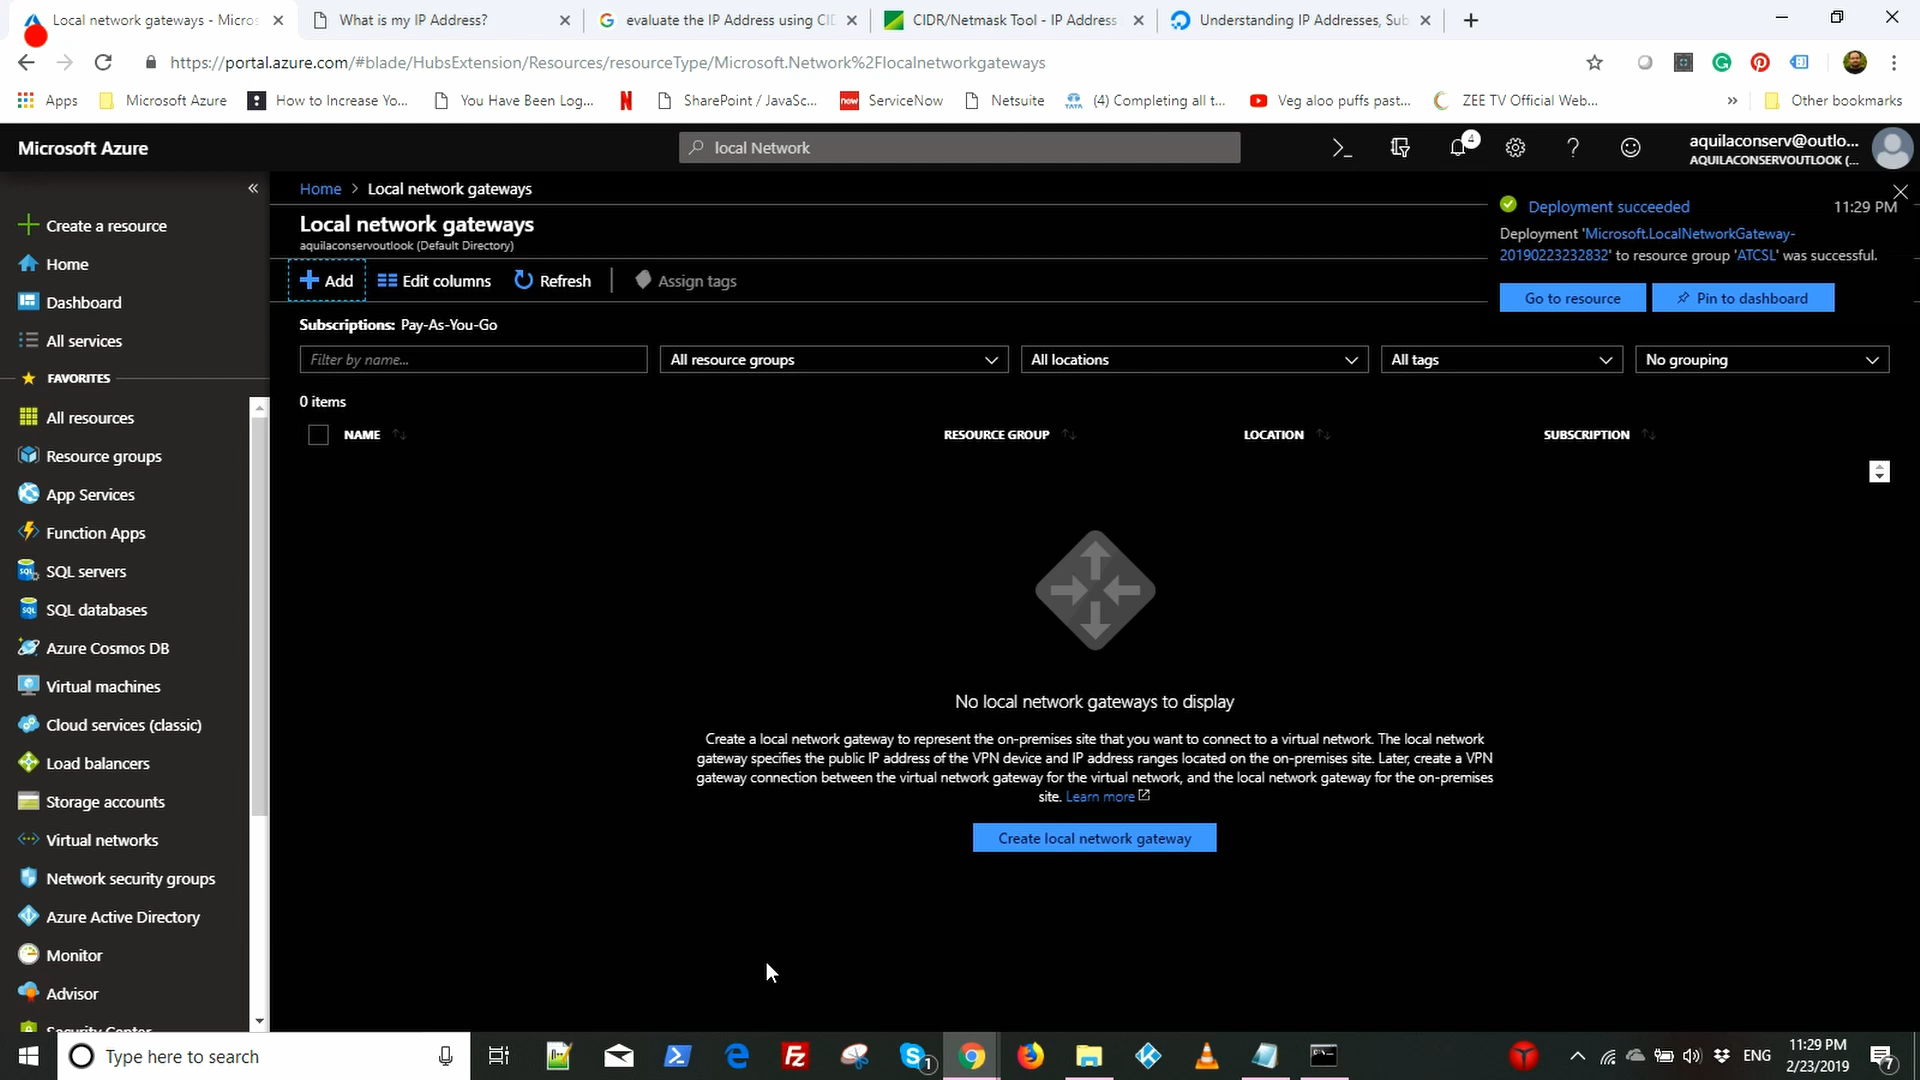 Local network gateways - Micros
What is my IP Address?
evaluate the IP Address using CID
CIDR/Netmask Tool - IP Address
Understanding IP Addresses, Sub
https://portal.azure.com/#blade/HubsExtension/Resources/resourceType/Microsoft.Network%2FlocalnetworkgatewayS
Apps
Microsoft Azure
How to Increase Yo...
You Have Been Log...
SharePoint / JavaSc...
now
ServiceNow
Netsuite
TATA
(4) Completing all t...
Veg aloo puffs past...
ZEE TV Official Web...
»
Other bookmarks
Microsoft Azure
local Network
4
aquilaconserv@outlo...
AQUILACONSERVOUTLOOK (...
Home > Local network gateways
Local network gateways
aquilaconservoutlook (Default Directory)
Add
Edit columns
Refresh
Assign tags
Deployment succeeded
11:29 PM
Deployment 'Microsoft.LocalNetworkGateway-
20190223232832' to resource group 'ATCSL' was successful.
Go to resource
Pin to dashboard
Subscriptions: Pay-As-You-Go
Filter by name...
All resource groups
All locations
All tags
No grouping
0 items
NAME
RESOURCE GROUP
LOCATION
SUBSCRIPTION
No local network gateways to display
Create a local network gateway to represent the on-premises site that you want to connect to a virtual network. The local network
gateway specifies the public IP address of the VPN device and IP address ranges located on the on-premises site. Later, create a VPN
gateway connection between the virtual network gateway for the virtual network, and the local network gateway for the on-premises
site. Learn more
Create local network gateway
Create a resource
Home
Dashboard
All services
FAVORITES
All resources
Resource groups
App Services
Function Apps
SQL servers
SQL databases
Azure Cosmos DB
Virtual machines
Cloud services (classic)
Load balancers
Storage accounts
Virtual networks
Network security groups
Azure Active Directory
Monitor
Advisor
Security Center
Type here to search
1
ENG
11:29 PM
2/23/2019
7